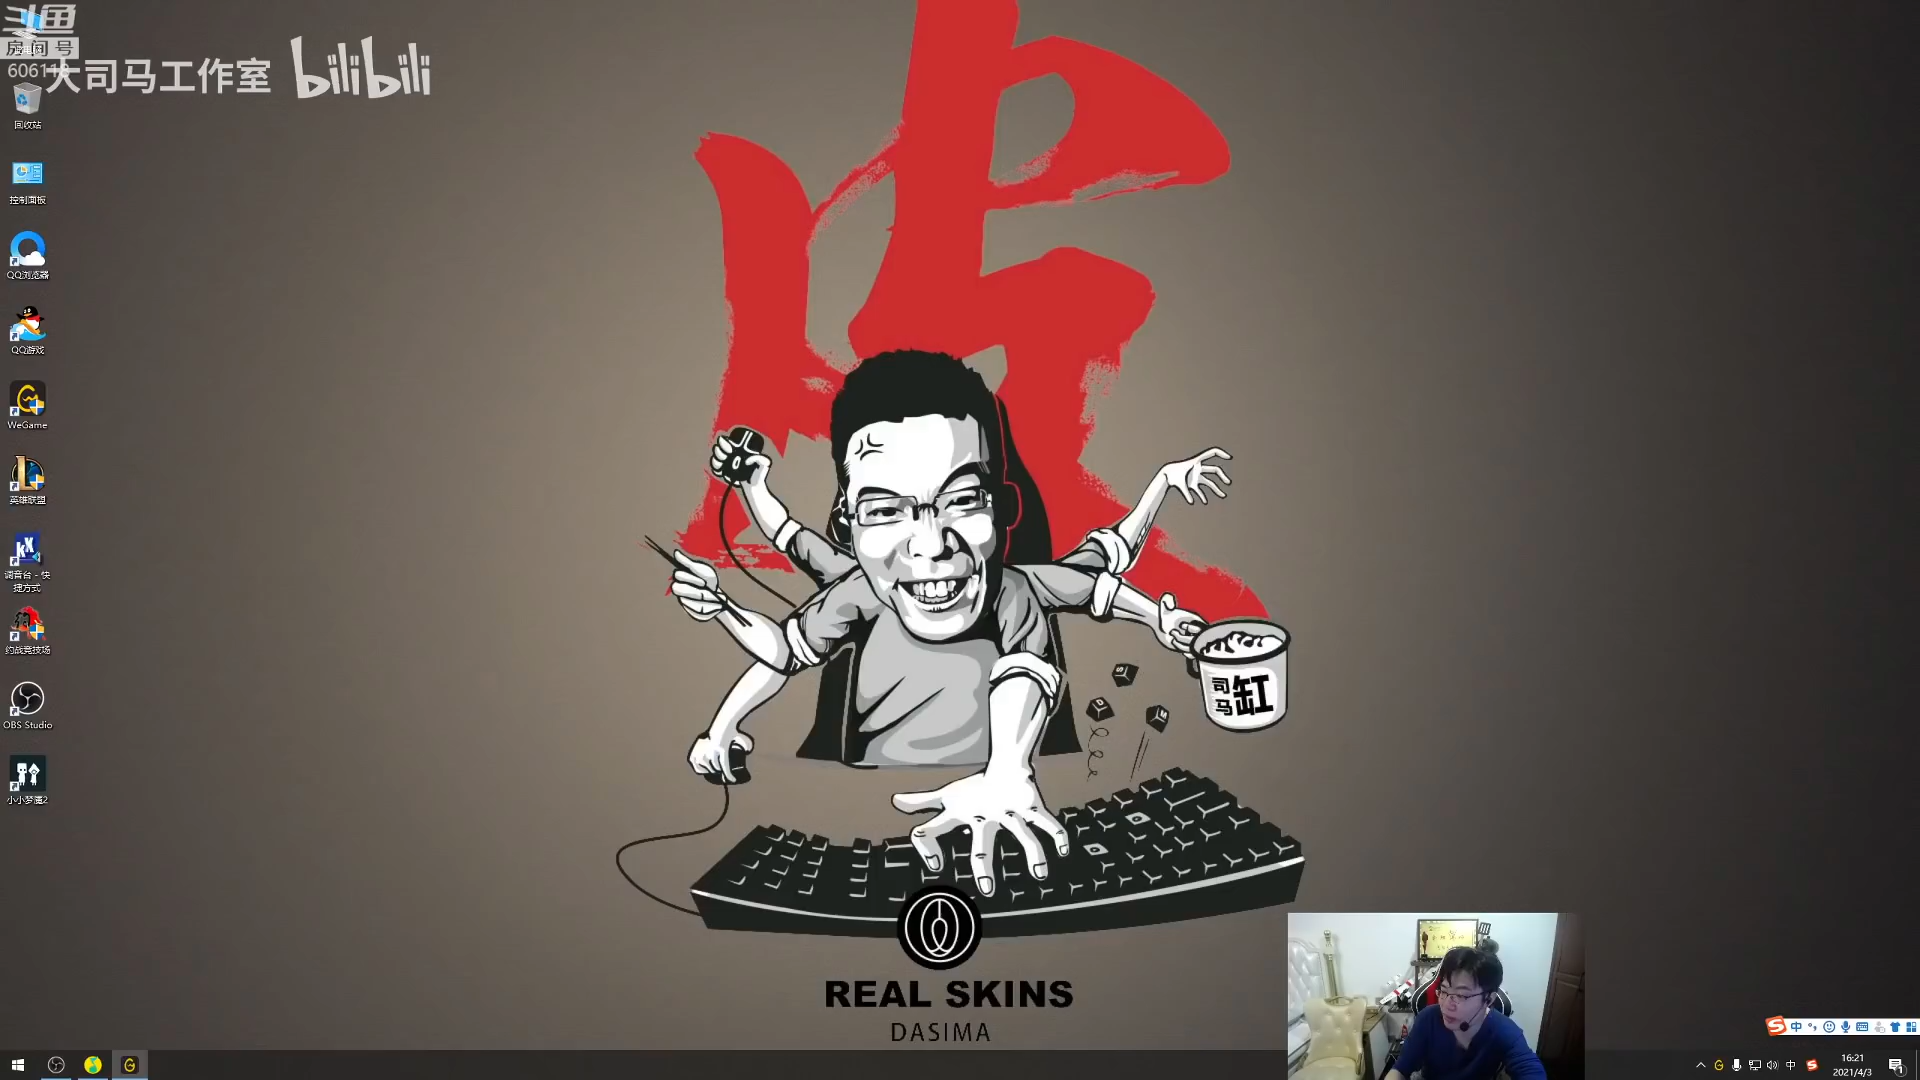 斗鱼
房间号
606118
大司马工作室 bilibili
回收站
控制面板
QQ浏览器
QQ游戏
WeGame
英雄联盟
调音台 - 快
捷方式
约战竞技场
OBS Studio
小小梦魇2
司马缸
REAL SKINS
DASIMA
中
中
16:21
2021/4/3